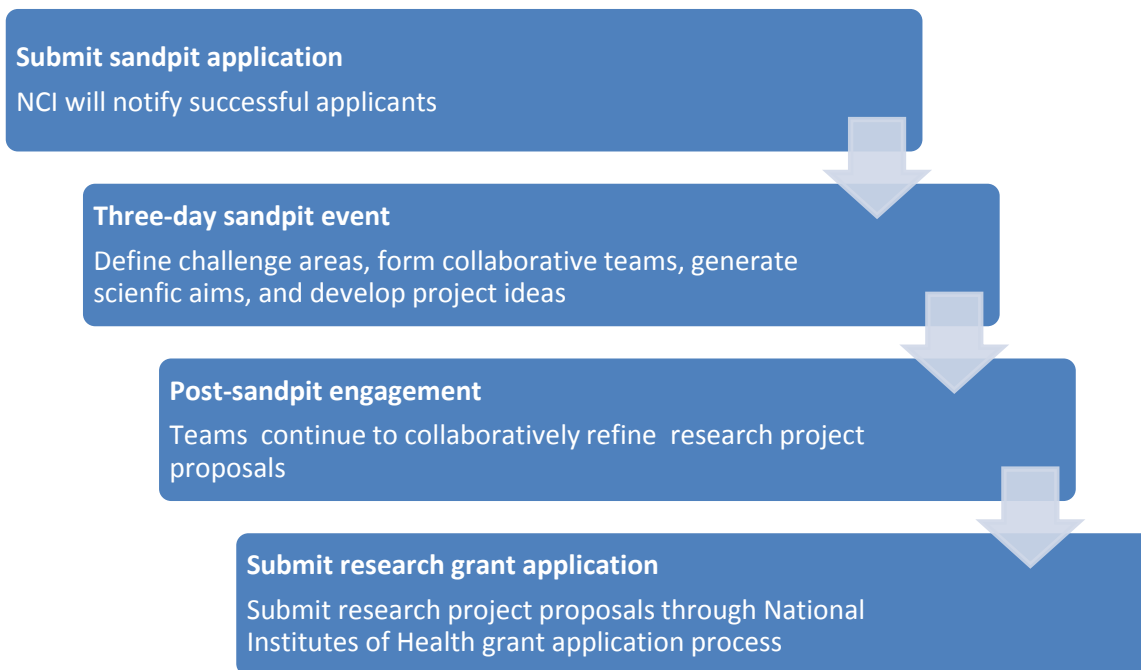 Submit sandpit application
NCI will notify successful applicants
Three-day sandpit event
Define challenge areas, form collaborative teams, generate
scienfic aims, and develop project ideas
Post-sandpit engagement
Teams  continue to collaboratively refine  research project
proposals
Submit research grant application
Submit research project proposals through National
Institutes of Health grant application process